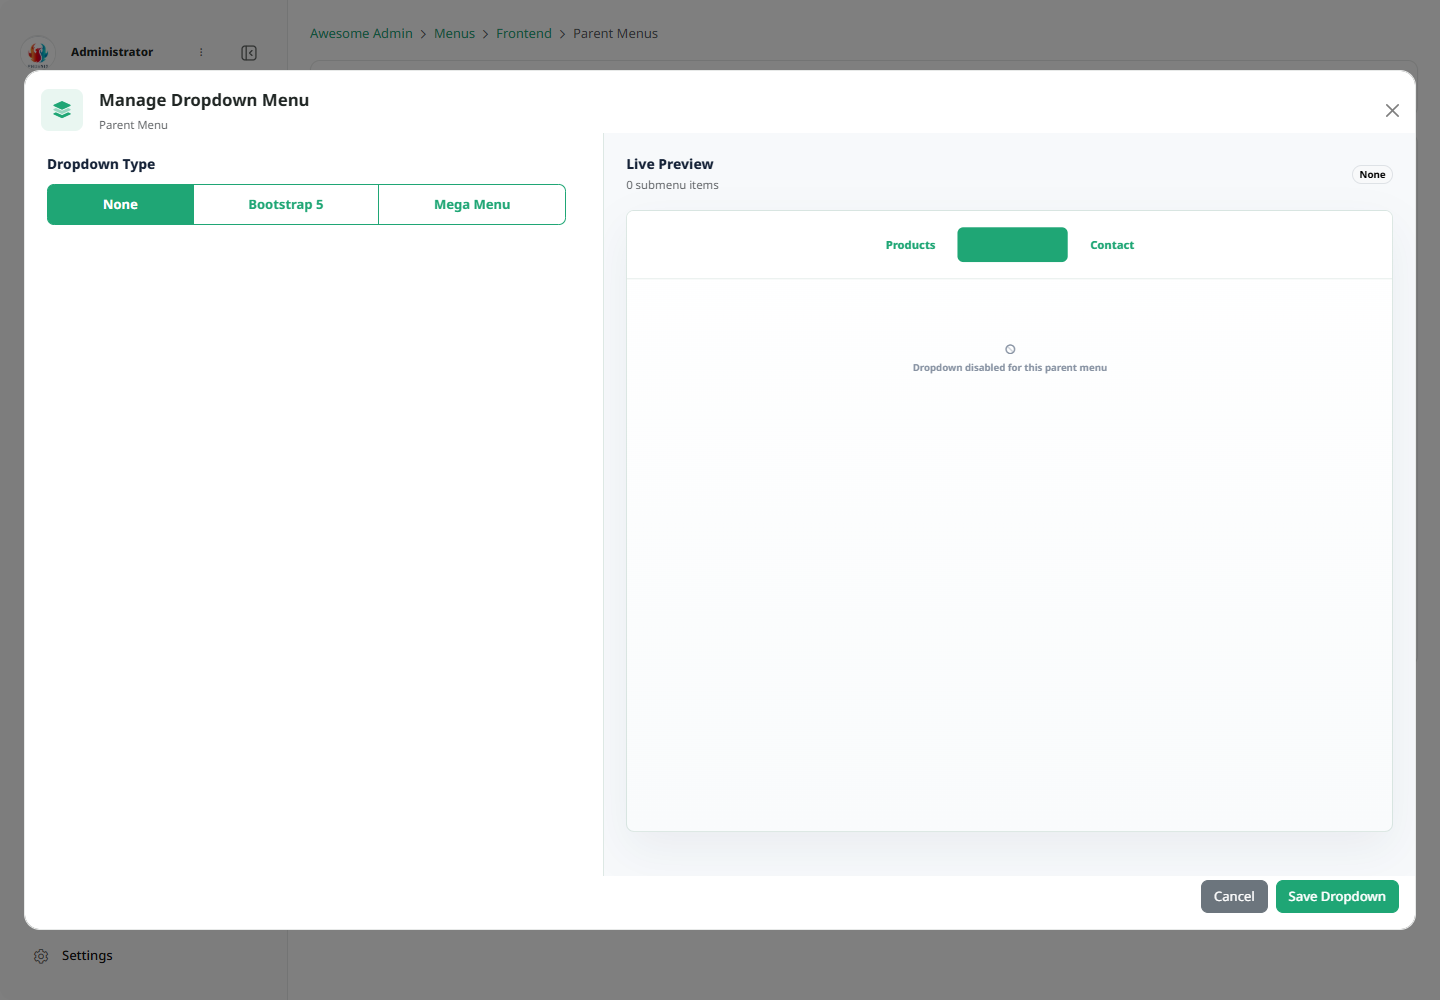 Awesome Admin > Menus > Frontend > Parent Menus
Administrator
Manage Dropdown Menu
Parent Menu
Dropdown Type
None
Bootstrap 5
Mega Menu
Live Preview
0 submenu items
None
Products
Contact
Dropdown disabled for this parent menu
Cancel
Save Dropdown
Settings